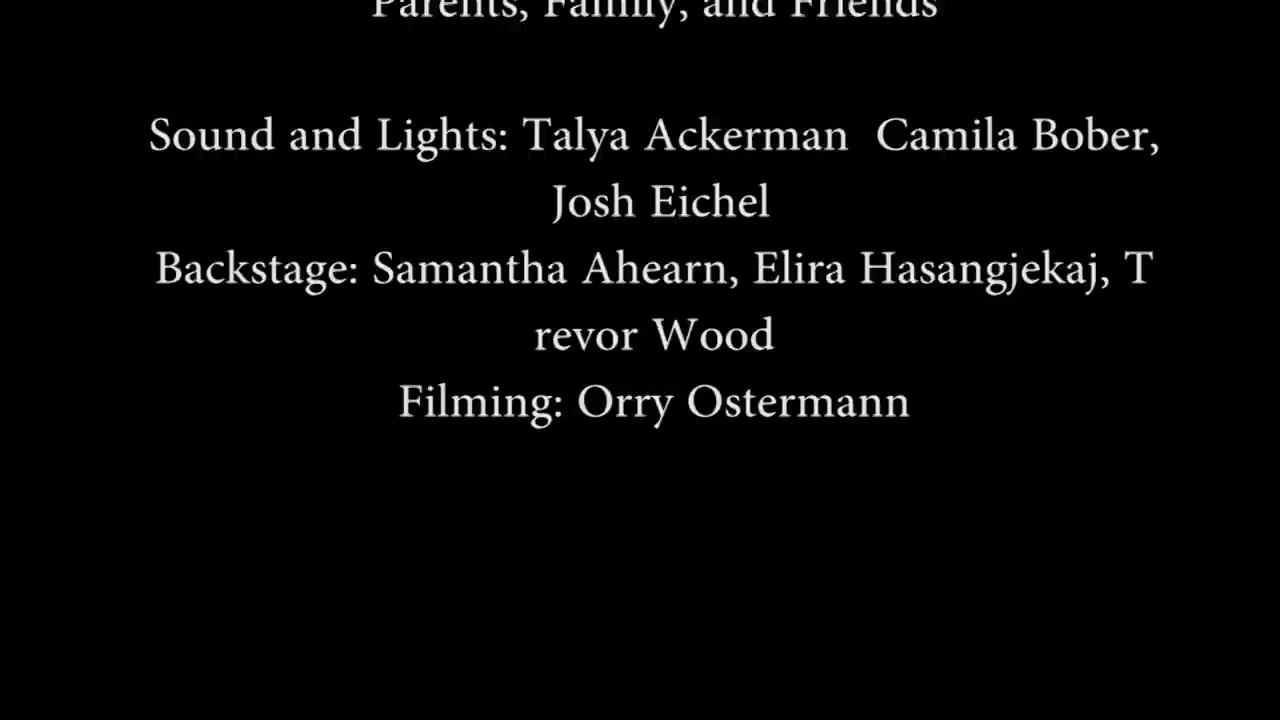 Parents, Family, and Friends
Sound and Lights: Talya Ackerman  Camila Bober,
Josh Eichel
Backstage: Samantha Ahearn, Elira Hasangjekaj, T
revor Wood
Filming: Orry Ostermann